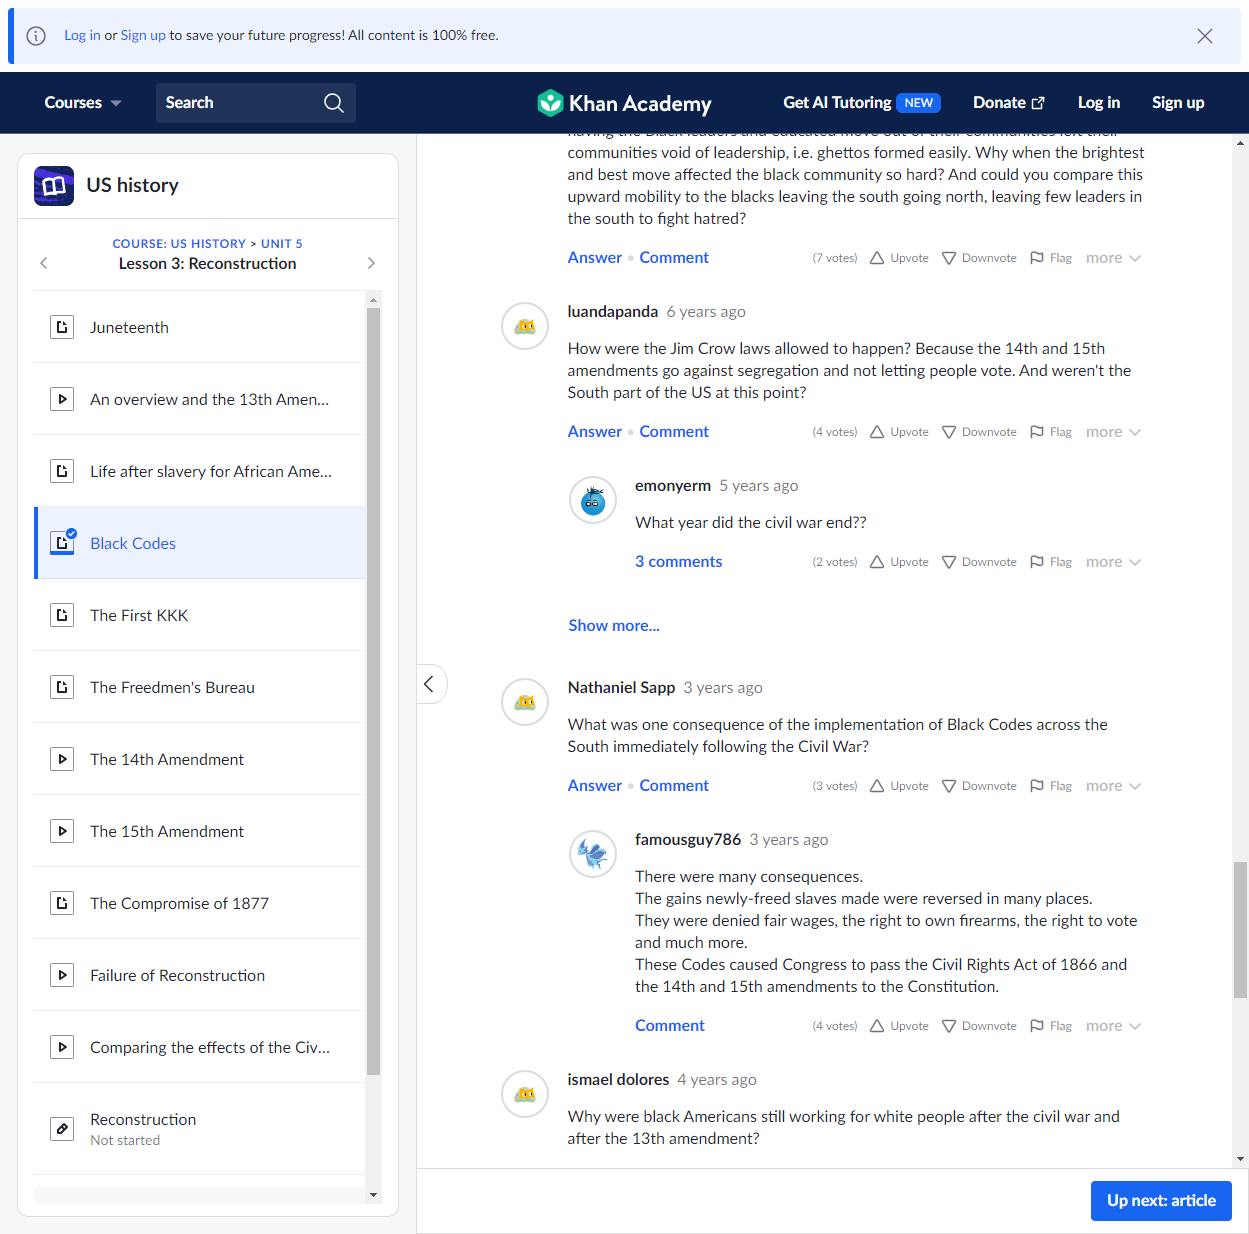 Log in or Sign up to save your future progress! All content is 100% free.
Courses
Search
Khan Academy
Get AI Tutoring NEW
Donate
Log in
Sign up
US history
COURSE: US HISTORY > UNIT 5
Lesson 3: Reconstruction
Juneteenth
An overview and the 13th Amen...
Life after slavery for African Ame...
Black Codes
The First KKK
The Freedmen's Bureau
The 14th Amendment
The 15th Amendment
The Compromise of 1877
Failure of Reconstruction
Comparing the effects of the Civ...
Reconstruction
Not started
having the Black leaders and educated move out of their communities left their
communities void of leadership, i.e. ghettos formed easily. Why when the brightest
and best move affected the black community so hard? And could you compare this
upward mobility to the blacks leaving the south going north, leaving few leaders in
the south to fight hatred?
Answer • Comment (7 votes) Upvote Downvote Flag more
luandapanda 6 years ago
How were the Jim Crow laws allowed to happen? Because the 14th and 15th
amendments go against segregation and not letting people vote. And weren't the
South part of the US at this point?
Answer • Comment (4 votes) Upvote Downvote Flag more
emonyerm 5 years ago
What year did the civil war end??
3 comments (2 votes) Upvote Downvote Flag more
Show more...
Nathaniel Sapp 3 years ago
What was one consequence of the implementation of Black Codes across the
South immediately following the Civil War?
Answer • Comment (3 votes) Upvote Downvote Flag more
famousguy786 3 years ago
There were many consequences.
The gains newly-freed slaves made were reversed in many places.
They were denied fair wages, the right to own firearms, the right to vote
and much more.
These Codes caused Congress to pass the Civil Rights Act of 1866 and
the 14th and 15th amendments to the Constitution.
Comment (4 votes) Upvote Downvote Flag more
ismael dolores 4 years ago
Why were black Americans still working for white people after the civil war and
after the 13th amendment?
Up next: article